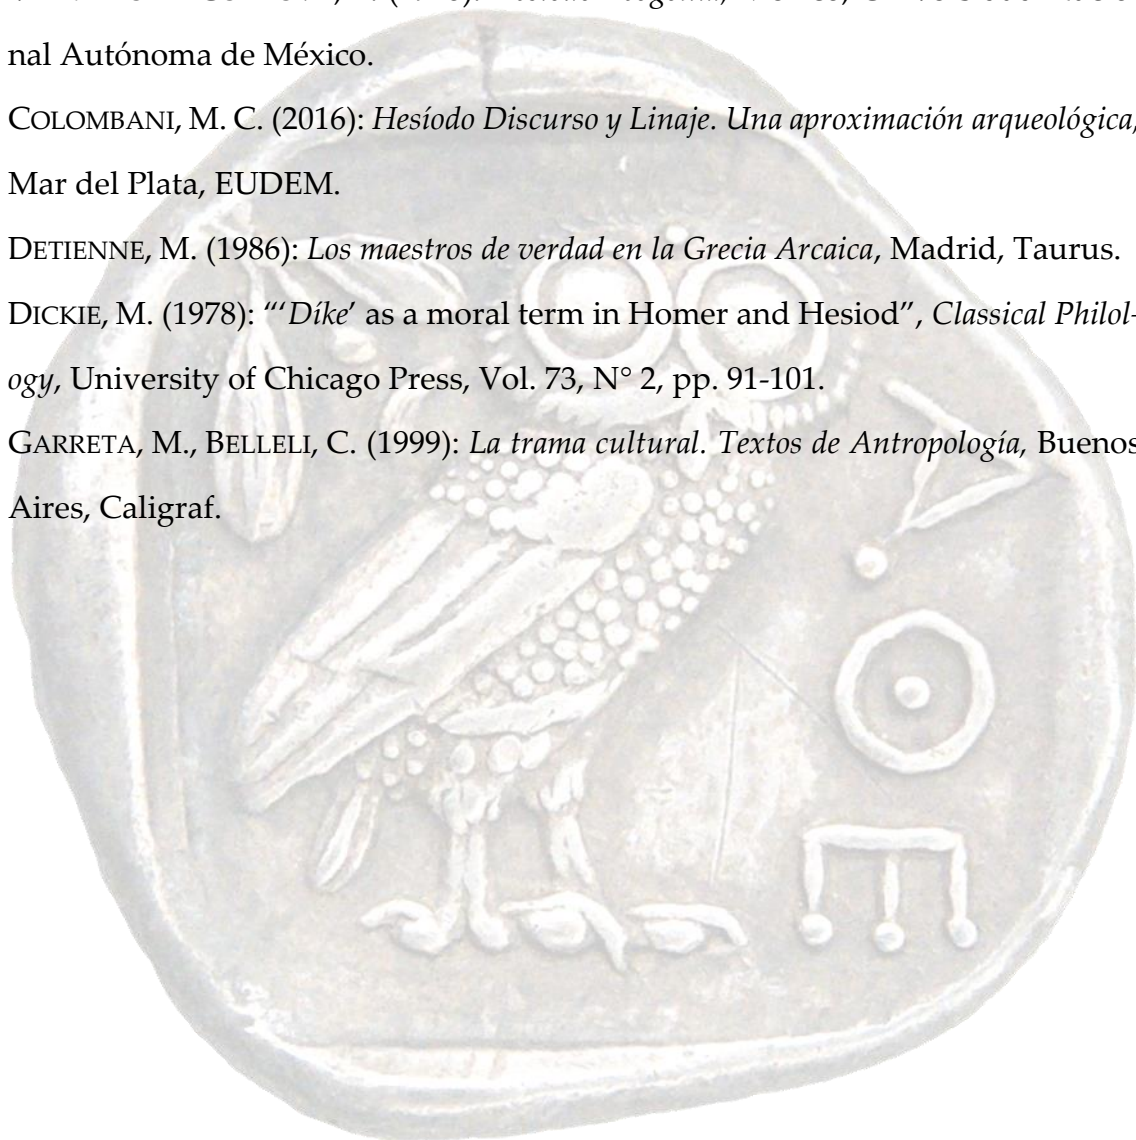 nal Autónoma de México.
COLOMBANI, M. C. (2016): Hesíodo Discurso y Linaje. Una aproximación arqueológica,
Mar del Plata, EUDEM.
DETIENNE, M. (1986): Los maestros de verdad en la Grecia Arcaica, Madrid, Taurus.
DICKIE, M. (1978): “‘Díke’ as a moral term in Homer and Hesiod”, Classical Philol-
ogy, University of Chicago Press, Vol. 73, N° 2, pp. 91-101.
GARRETA, M., BELLELI, C. (1999): La trama cultural. Textos de Antropología, Buenos
Aires, Caligraf.
ΑΘΕ